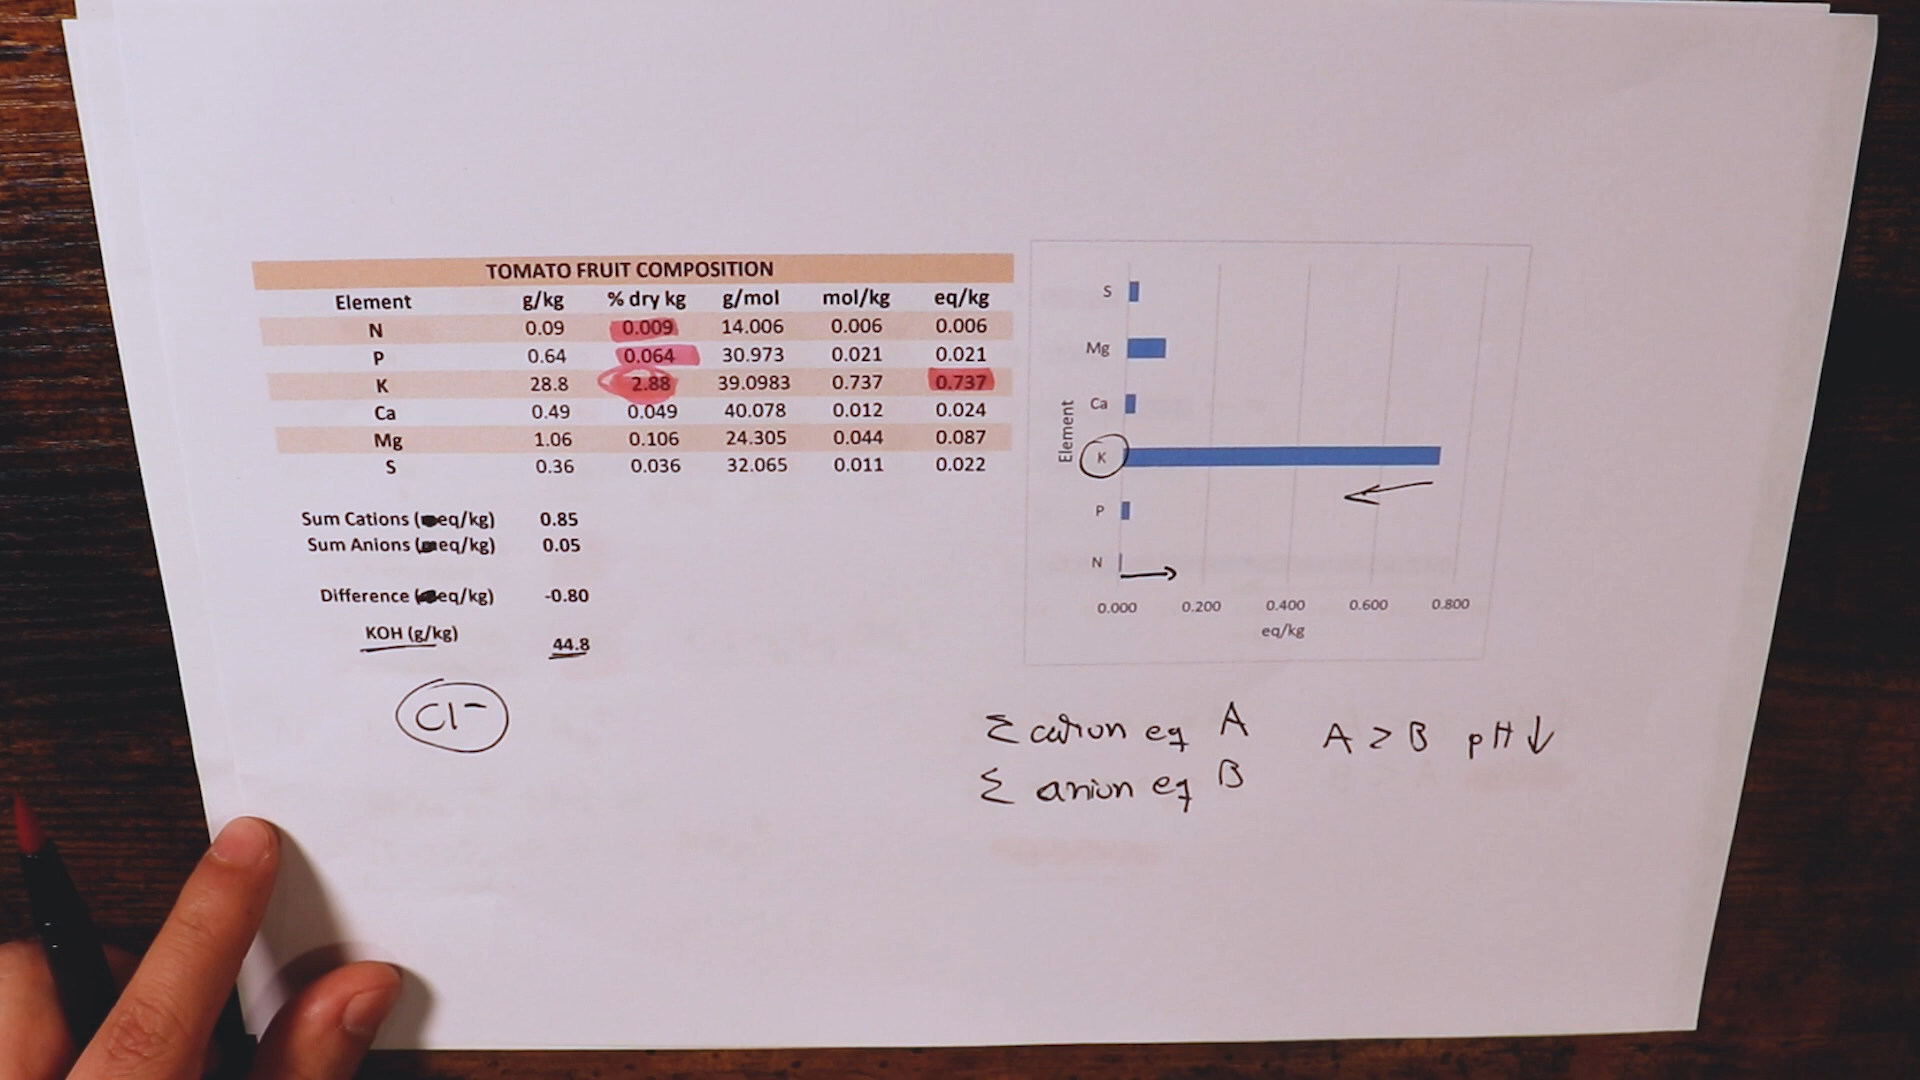 TOMATO FRUIT COMPOSITION
Element g/kg % dry kg g/mol mol/kg eq/kg
N 0.09 0.009 14.006 0.006 0.006
P 0.64 0.064 30.973 0.021 0.021
K 28.8 2.88 39.0983 0.737 0.737
Ca 0.49 0.049 40.078 0.012 0.024
Mg 1.06 0.106 24.305 0.044 0.087
S 0.36 0.036 32.065 0.011 0.022
Sum Cations (eq/kg) 0.85
Sum Anions (eq/kg) 0.05
Difference (eq/kg) -0.80
KOH (g/kg) 44.8
Cl-
S
Mg
Ca
K
P
N
Element
0.000 0.200 0.400 0.600 0.800
eq/kg
Σ cation eq A A > B pH ↓
Σ anion eq B